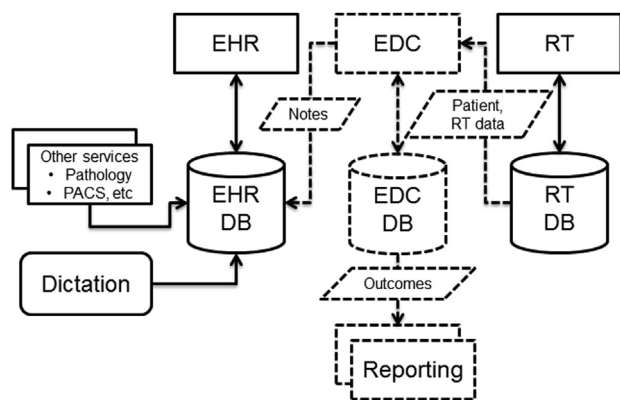 EHR
EDC
RT
Notes
Patient,
RT data
Other services
• Pathology
• PACS, etc
EHR
DB
EDC
DB
RT
DB
Dictation
Outcomes
Reporting